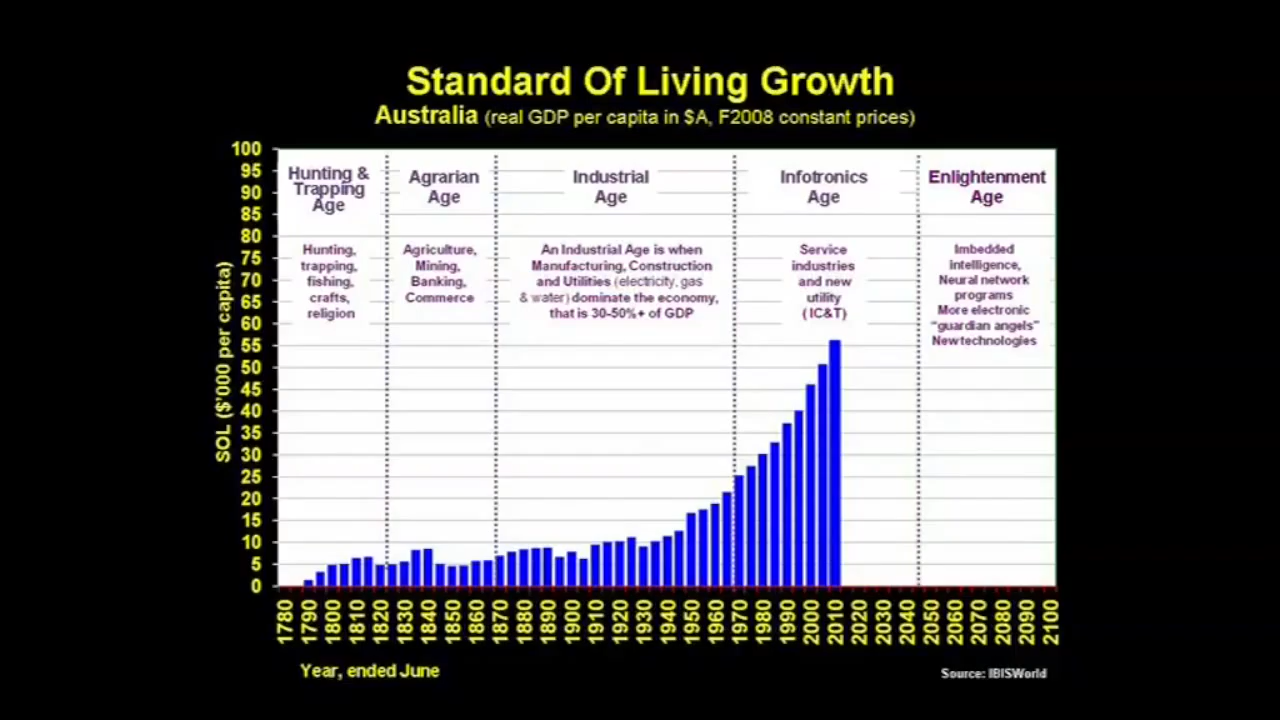 Standard Of Living Growth
Australia (real GDP per capita in $A, F2008 constant prices)
SOL ($'000 per capita)
100
95
90
85
80
75
70
65
60
55
50
45
40
35
30
25
20
15
10
5
0
Hunting &
Trapping
Age
Hunting,
trapping,
fishing,
crafts,
religion
Agrarian
Age
Agriculture,
Mining,
Banking,
Commerce
Industrial
Age
An Industrial Age is when
Manufacturing, Construction
and Utilities (electricity, gas
& water) dominate the economy,
that is 30-50%+ of GDP
Infotronics
Age
Service
industries
and new
utility
(IC&T)
Enlightenment
Age
Imbedded
intelligence,
Neural network
programs
More electronic
"guardian angels"
New technologies
1780
1790
1800
1810
1820
1830
1840
1850
1860
1870
1880
1890
1900
1910
1920
1930
1940
1950
1960
1970
1980
1990
2000
2010
2020
2030
2040
2050
2060
2070
2080
2090
2100
Year, ended June
Source: IBISWorld